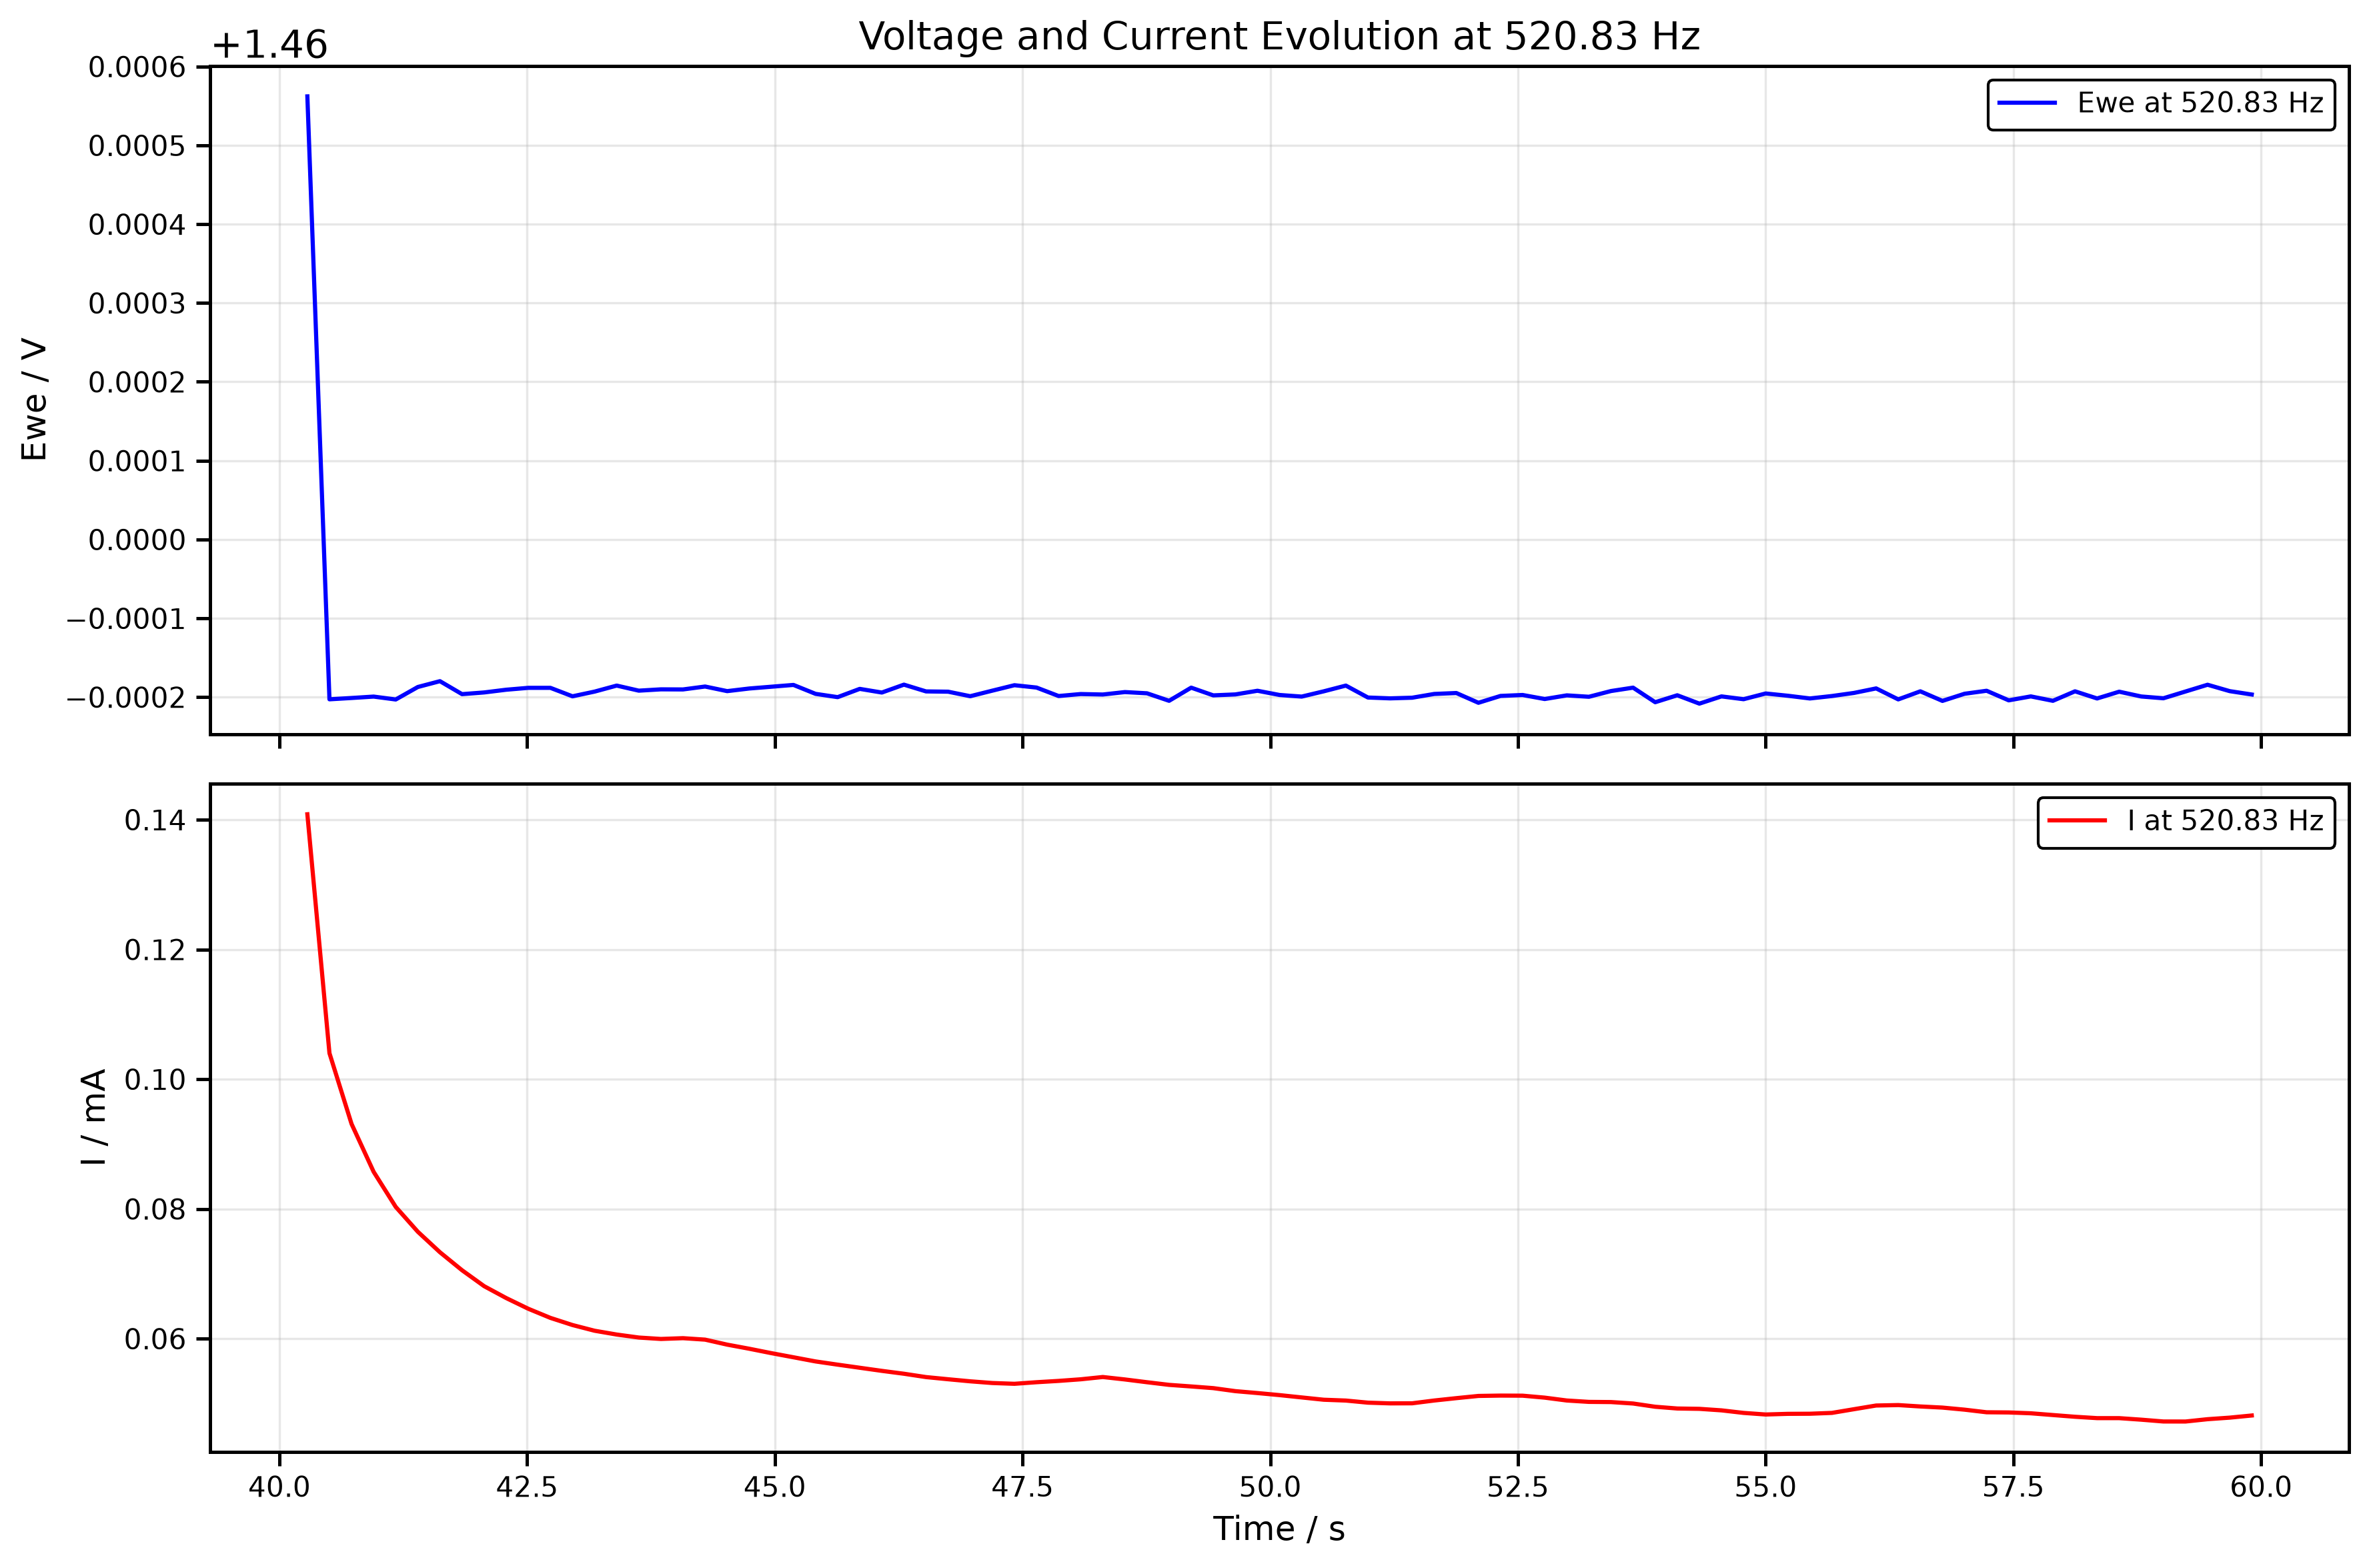 Voltage and Current Evolution at 520.83 Hz
+1.46
0.0006
0.0005
0.0004
0.0003
0.0002
0.0001
0.0000
−0.0001
−0.0002
Ewe / V
Ewe at 520.83 Hz
0.14
0.12
0.10
0.08
0.06
I / mA
I at 520.83 Hz
40.0 42.5 45.0 47.5 50.0 52.5 55.0 57.5 60.0
Time / s